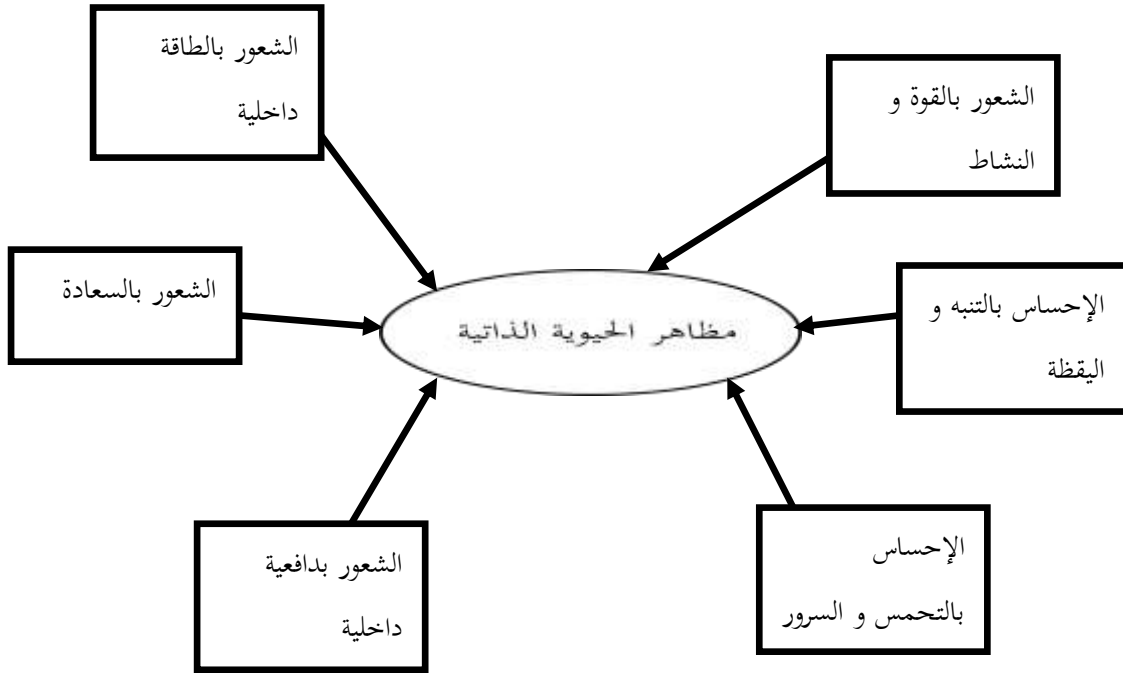 الشعور بالطاقة
داخلية
الشعور بالقوة و
النشاط
الشعور بالسعادة
مظاهر الحيوية الذاتية
الإحساس بالتنبه و
اليقظة
الشعور بدافعية
داخلية
الإحساس
بالتحمس و السرور